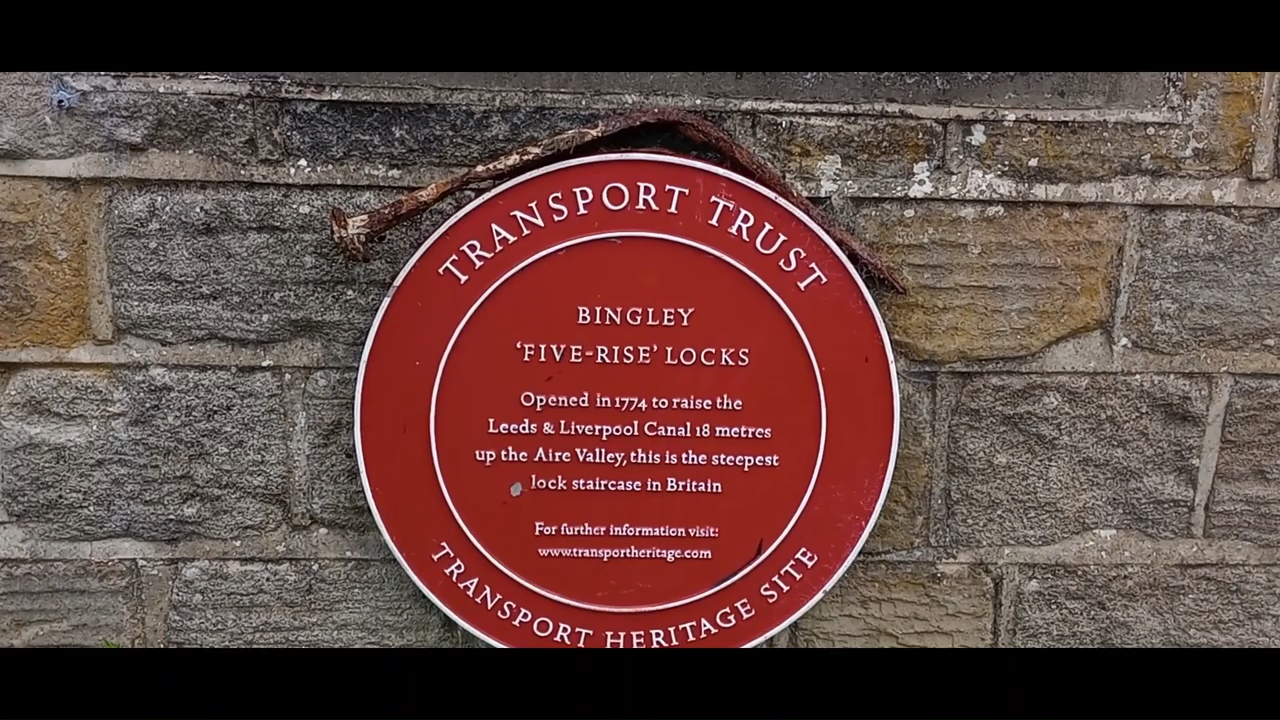 TRANSPORT TRUST
BINGLEY
‘FIVE-RISE’ LOCKS
Opened in 1774 to raise the
Leeds & Liverpool Canal 18 metres
up the Aire Valley, this is the steepest
lock staircase in Britain
For further information visit:
www.transportheritage.com
TRANSPORT HERITAGE SITE